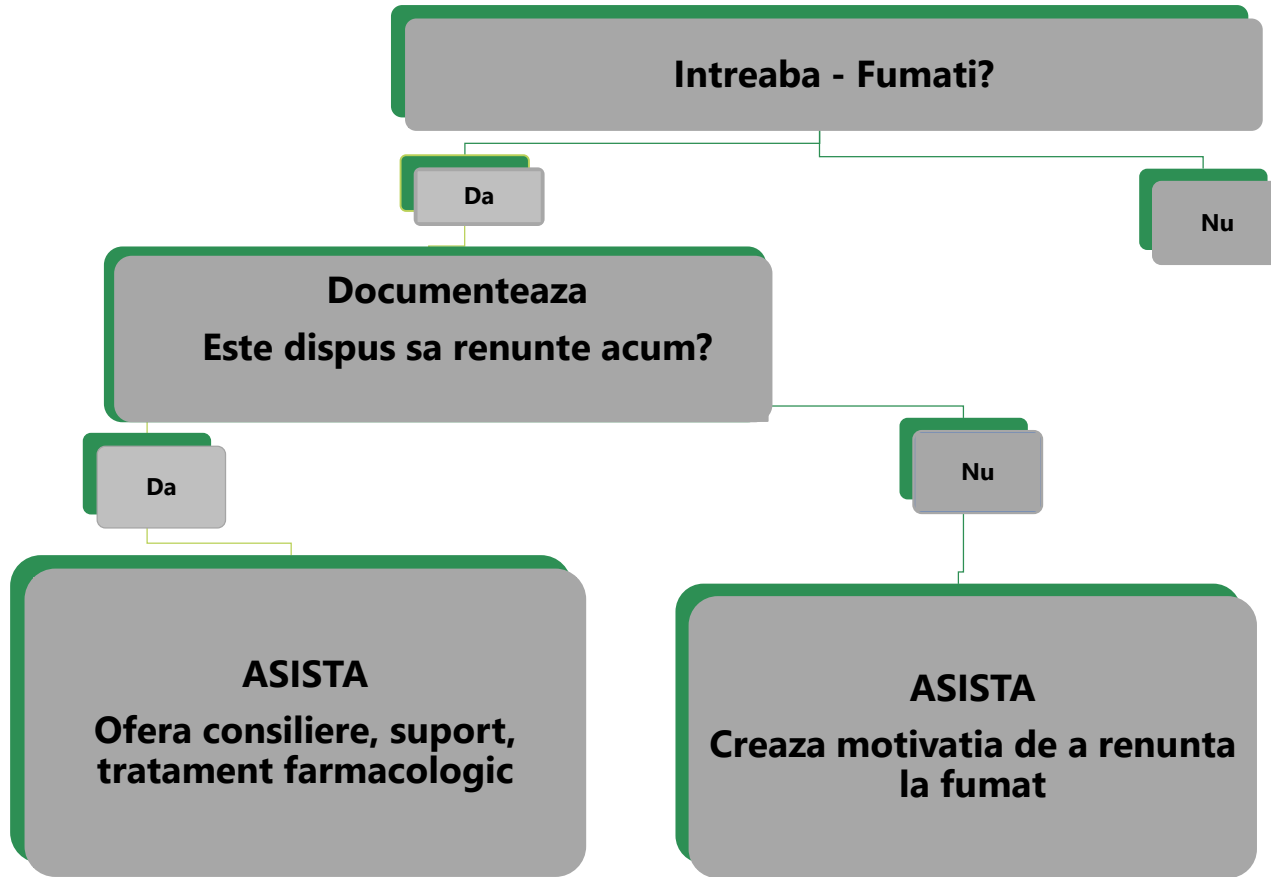 Intreaba - Fumati?
Da
Nu
Documenteaza
Este dispus sa renunte acum?
Da
Nu
ASISTA
Ofera consiliere, suport,
tratament farmacologic
ASISTA
Creaza motivatia de a renunta
la fumat